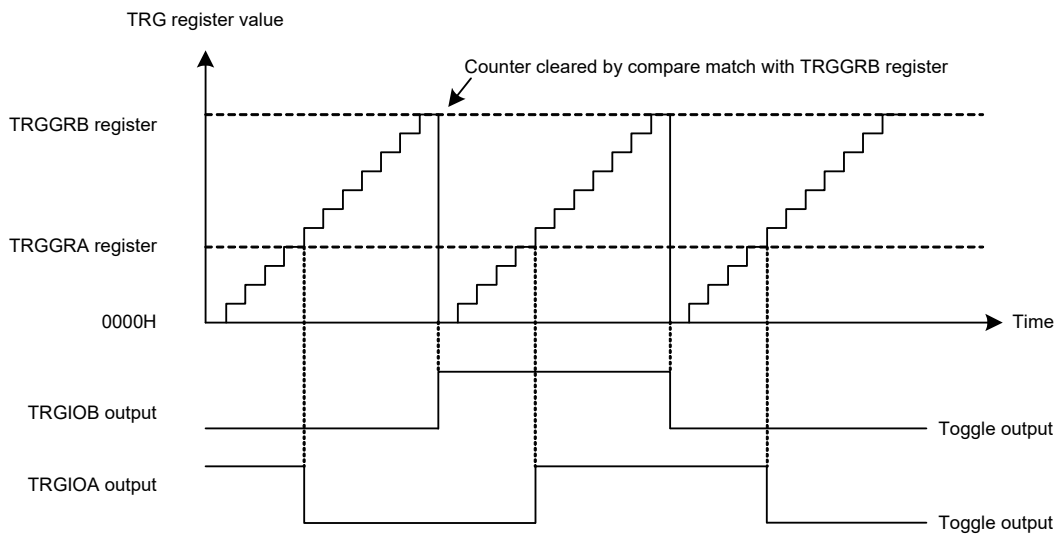 TRG register value
Counter cleared by compare match with TRGGRB register
TRGGRB register
TRGGRA register
0000H
Time
TRGIOB output
Toggle output
TRGIOA output
Toggle output